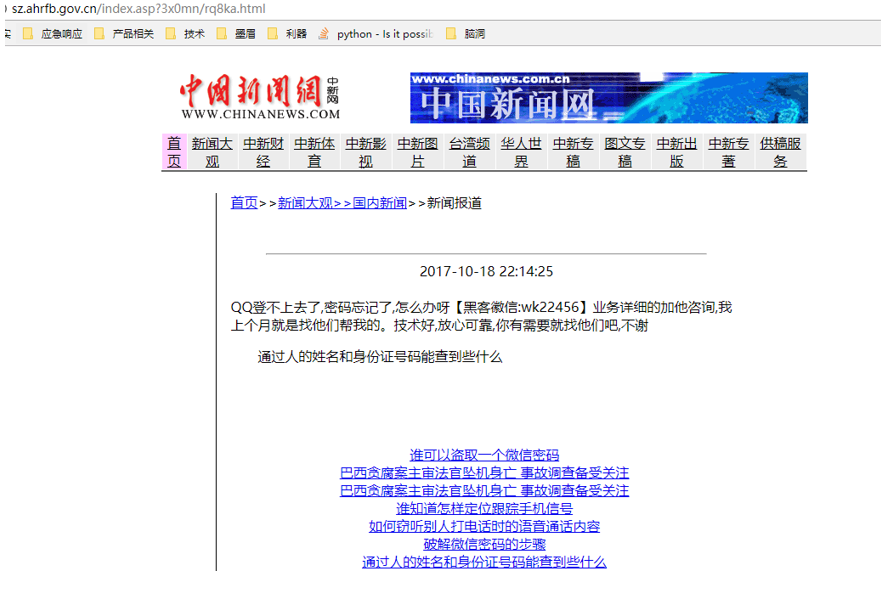 sz.ahrfb.gov.cn/index.asp?3x0mn/rq8ka.html
应急响应 产品相关 技术 墨眉 利器 python - Is it possib 脑洞
中国新闻網 中新网
WWW.CHINANEWS.COM
www.chinanews.com.cn
中国新闻网
首页 新闻大观 中新财经 中新体育 中新影视 中新图片 台湾频道 华人世界 中新专稿 图文专稿 中新出版 中新专著 供稿服务
首页>>新闻大观>>国内新闻>>新闻报道
2017-10-18 22:14:25
QQ登不上去了,密码忘记了,怎么办呀【黑客微信:wk22456】业务详细的加他咨询,我
上个月就是找他们帮我的。技术好,放心可靠,你有需要就找他们吧,不谢
通过人的姓名和身份证号码能查到些什么
谁可以盗取一个微信密码
巴西贪腐案主审法官坠机身亡 事故调查备受关注
巴西贪腐案主审法官坠机身亡 事故调查备受关注
谁知道怎样定位跟踪手机信号
如何窃听别人打电话时的语音通话内容
破解微信密码的步骤
通过人的姓名和身份证号码能查到些什么